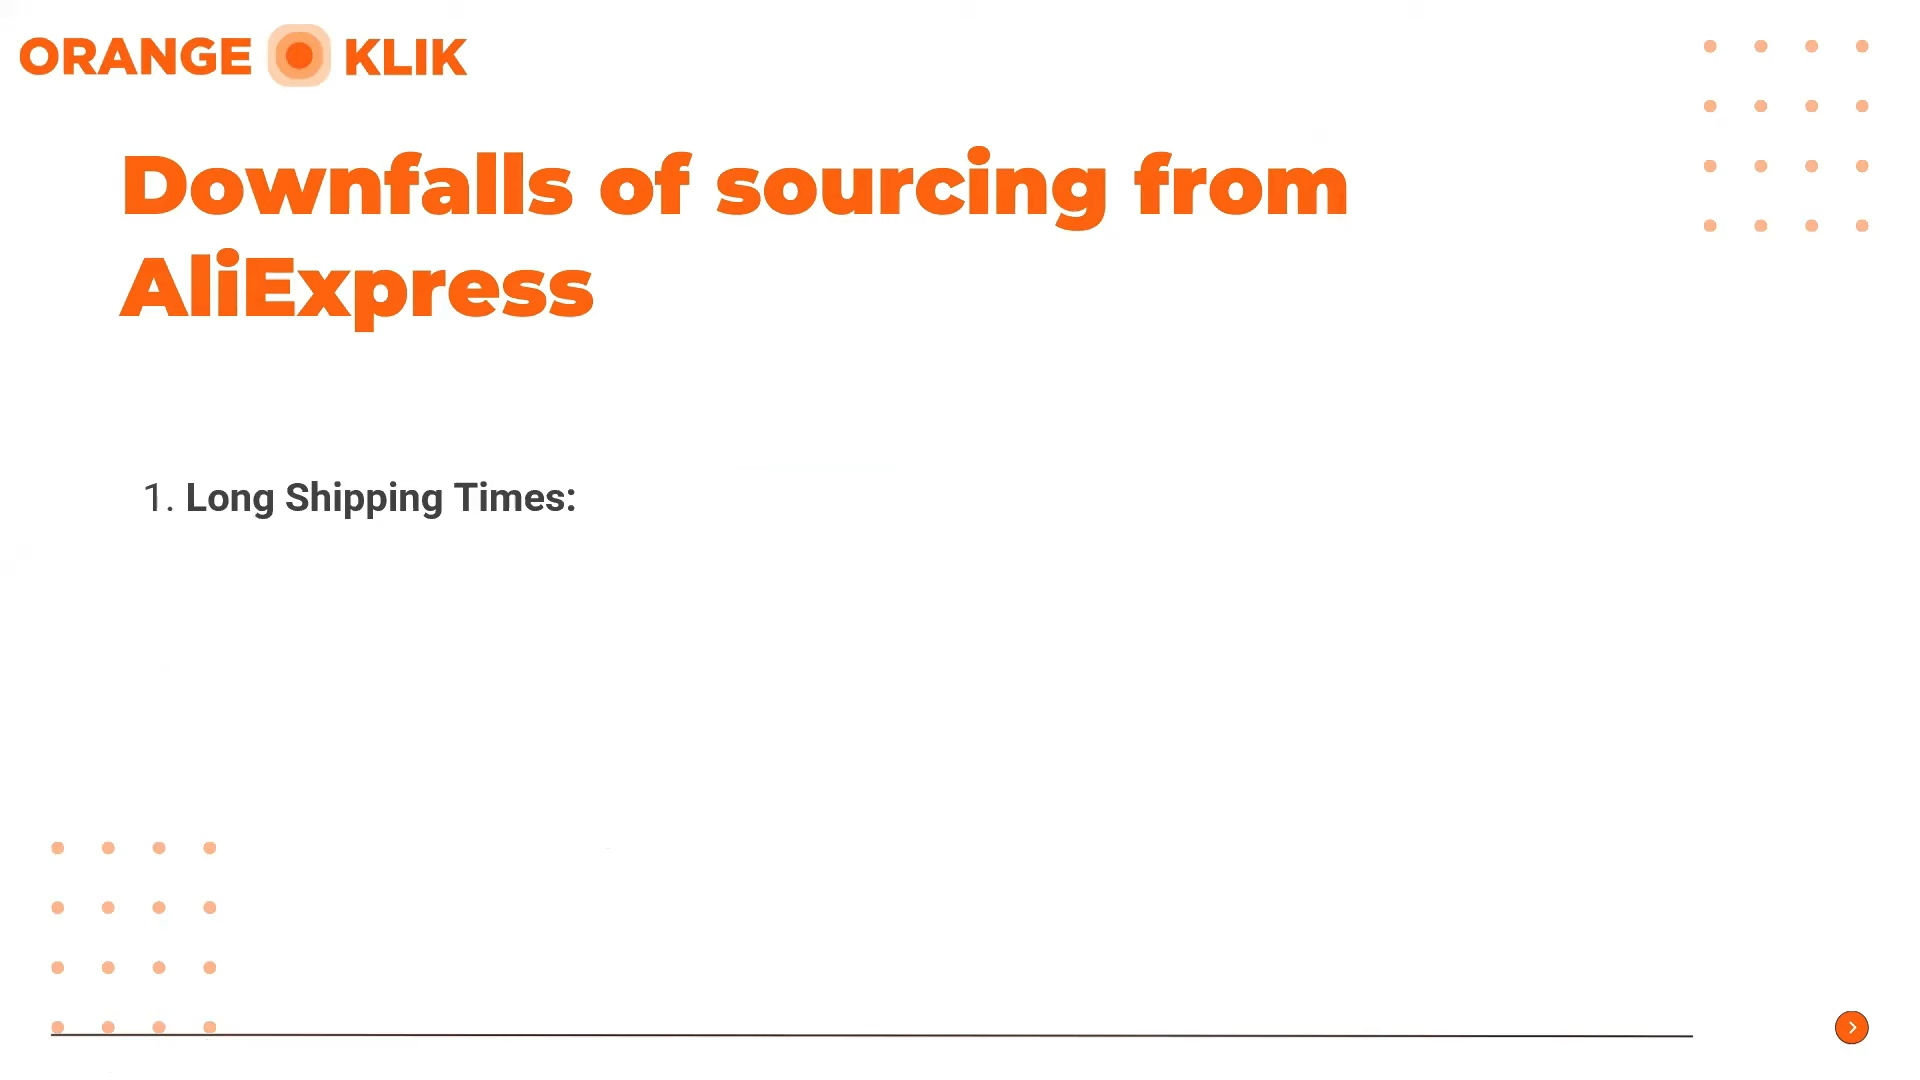 ORANGE KLIK
Downfalls of sourcing from
AliExpress
1. Long Shipping Times: